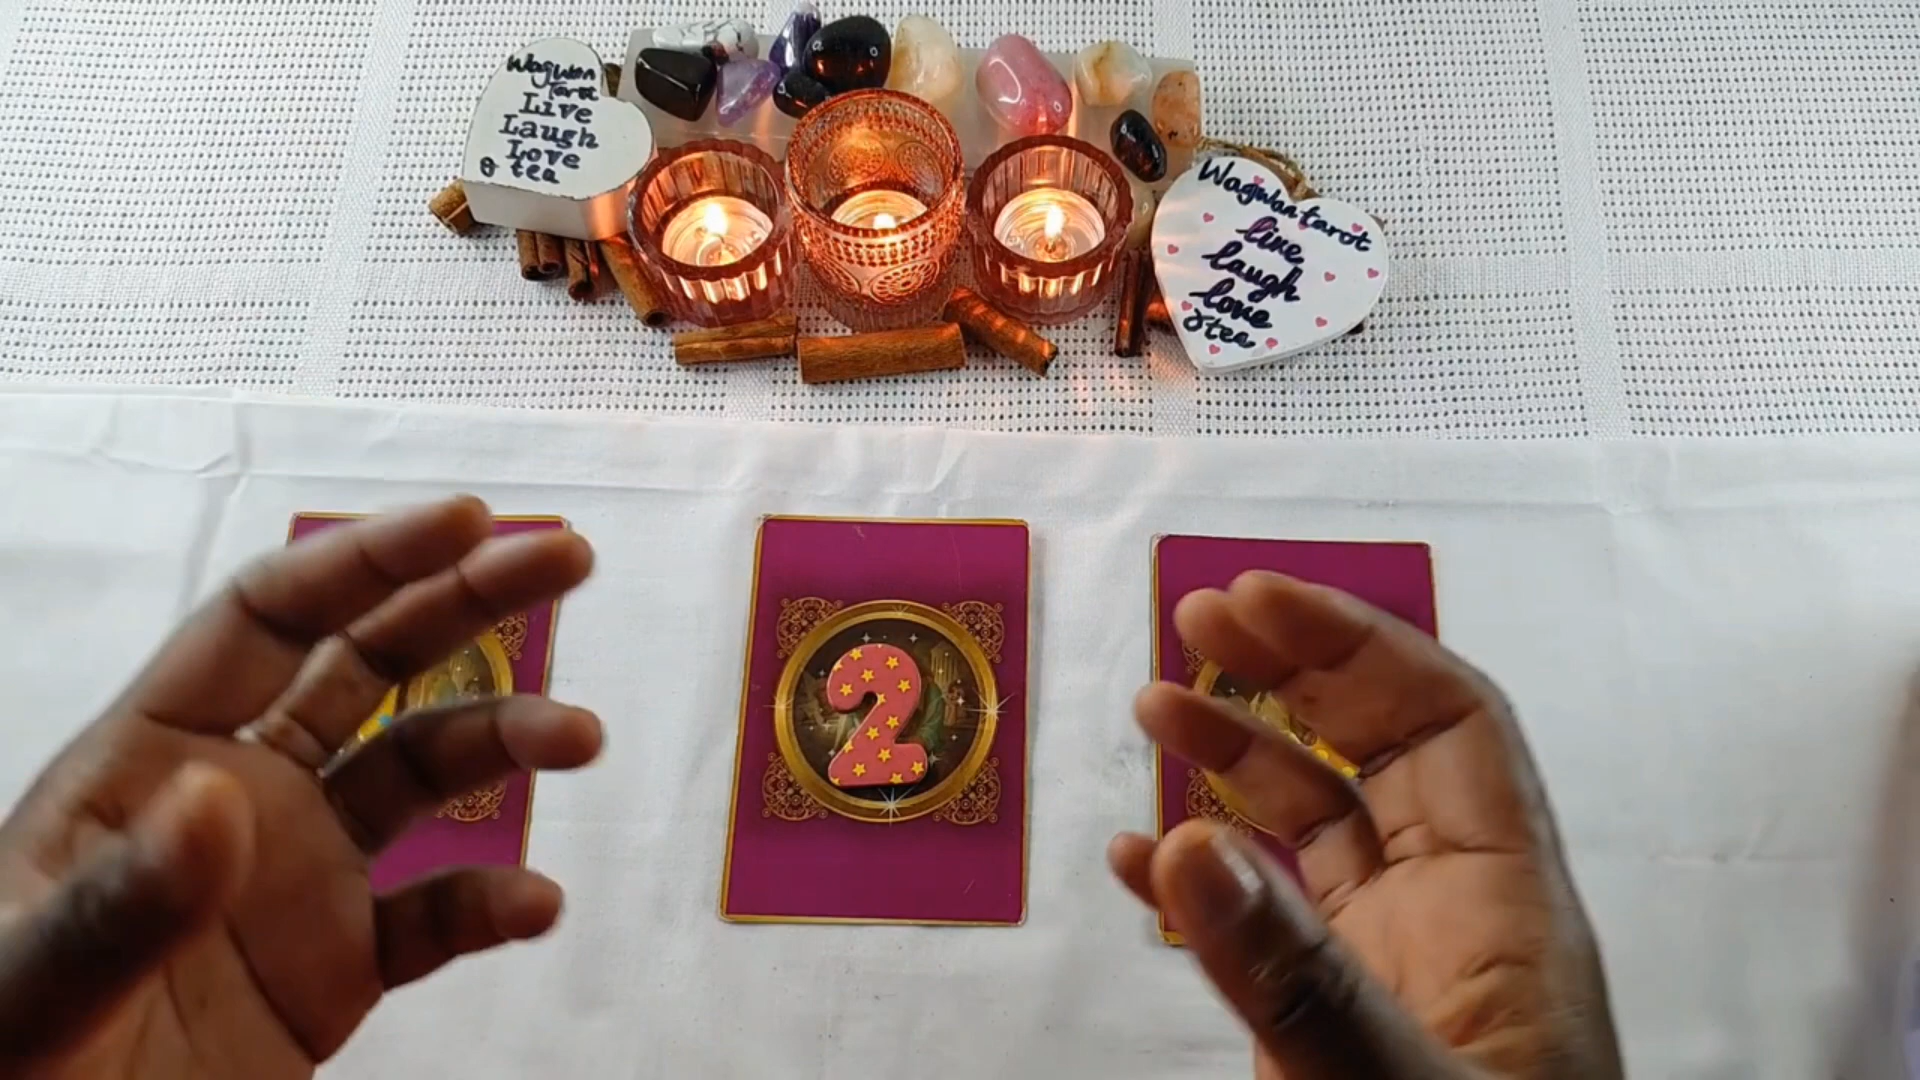 Wagwan
Tarot
Live
Laugh
Love
& tea
Wagwan tarot
live
laugh
love
& tea
2